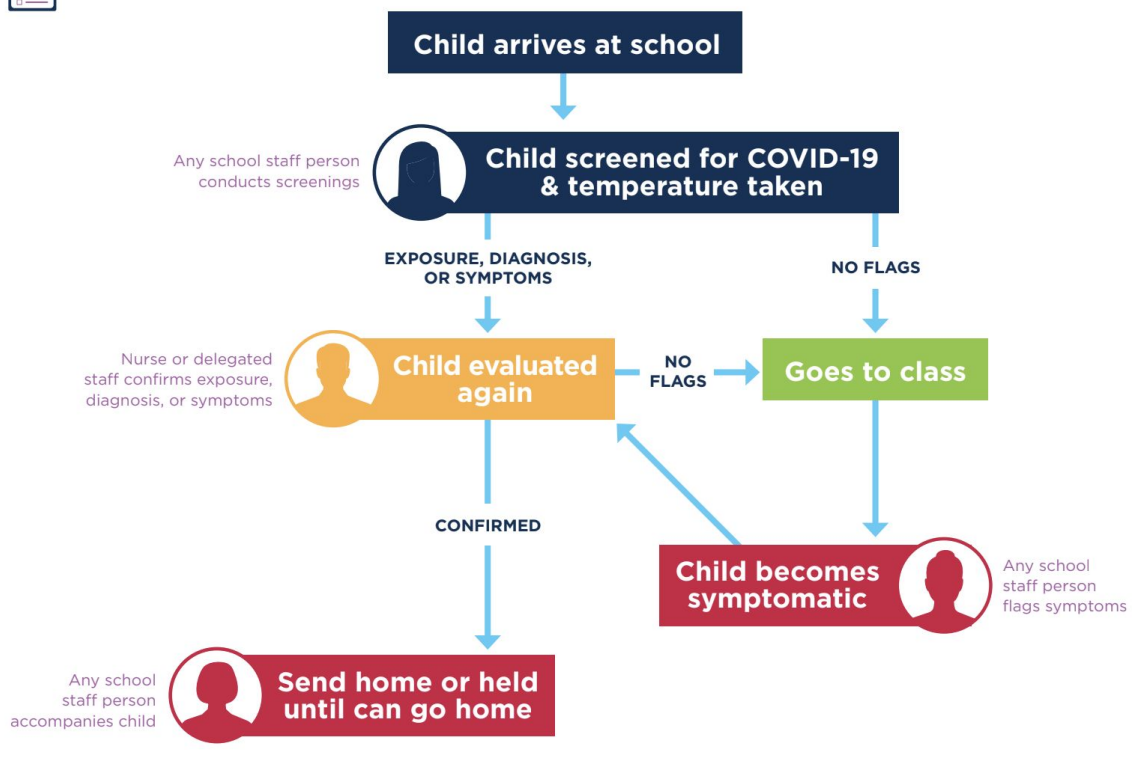 Child arrives at school
Any school staff person
conducts screenings
Child screened for COVID-19
& temperature taken
EXPOSURE, DIAGNOSIS,
OR SYMPTOMS
NO FLAGS
Nurse or delegated
staff confirms exposure,
diagnosis, or symptoms
Child evaluated
again
NO
FLAGS
Goes to class
CONFIRMED
Child becomes
symptomatic
Any school
staff person
flags symptoms
Any school
staff person
accompanies child
Send home or held
until can go home